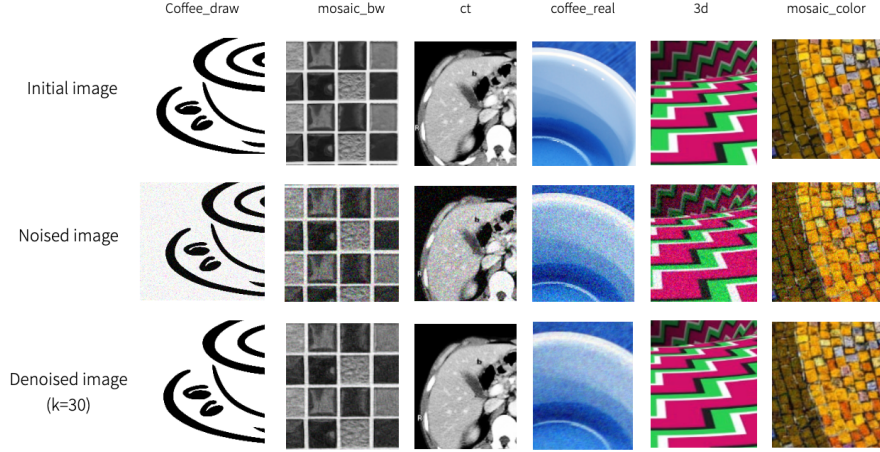 Coffee_draw mosaic_bw ct coffee_real 3d mosaic_color
Initial image
b
R
Noised image
b
R
Denoised image
(k=30)
b
R